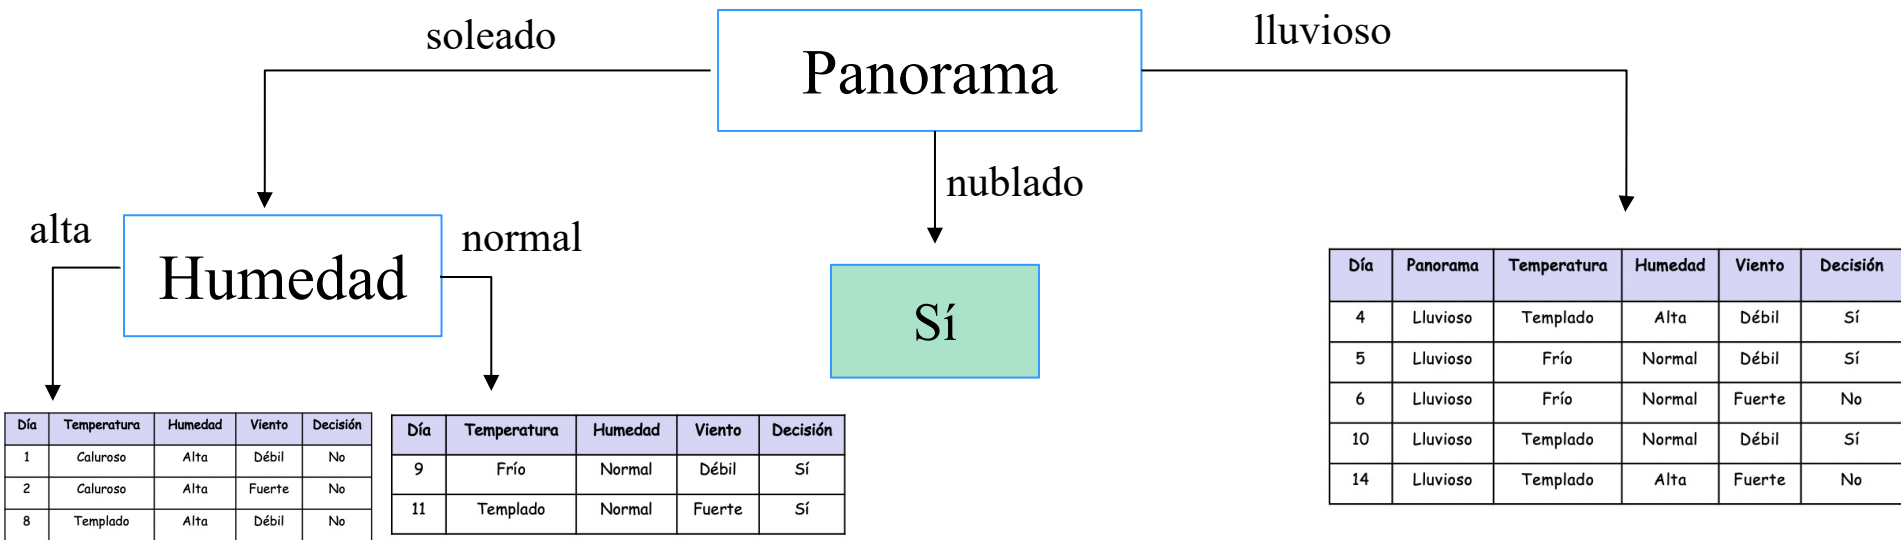 soleado
Panorama
lluvioso
nublado
alta
Humedad
normal
Sí
Día Panorama Temperatura Humedad Viento Decisión
4 Lluvioso Templado Alta Débil Sí
5 Lluvioso Frío Normal Débil Sí
6 Lluvioso Frío Normal Fuerte No
10 Lluvioso Templado Normal Débil Sí
14 Lluvioso Templado Alta Fuerte No
Día Temperatura Humedad Viento Decisión
1 Caluroso Alta Débil No
2 Caluroso Alta Fuerte No
8 Templado Alta Débil No
Día Temperatura Humedad Viento Decisión
9 Frío Normal Débil Sí
11 Templado Normal Fuerte Sí